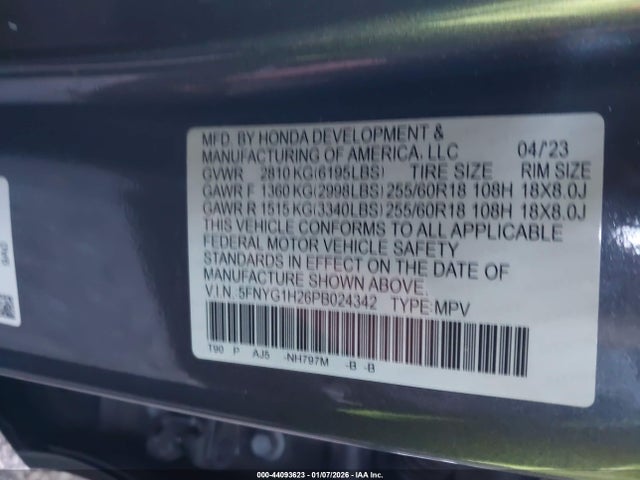 MFD. BY HONDA DEVELOPMENT &
MANUFACTURING OF AMERICA, LLC 04/'23
GVWR 2810 KG(6195LBS) TIRE SIZE RIM SIZE
GAWR F 1360 KG(2998LBS) 255/60R18 108H 18X8.0J
GAWR R 1515 KG(3340LBS) 255/60R18 108H 18X8.0J
THIS VEHICLE CONFORMS TO ALL APPLICABLE
FEDERAL MOTOR VEHICLE SAFETY
STANDARDS IN EFFECT ON THE DATE OF
MANUFACTURE SHOWN ABOVE.
V I N: 5FNYG1H26PB024342 TYPE: MPV
T90 P AJ5 -NH797M -B -B
000-44093623 | 01/07/2026 | IAA Inc.